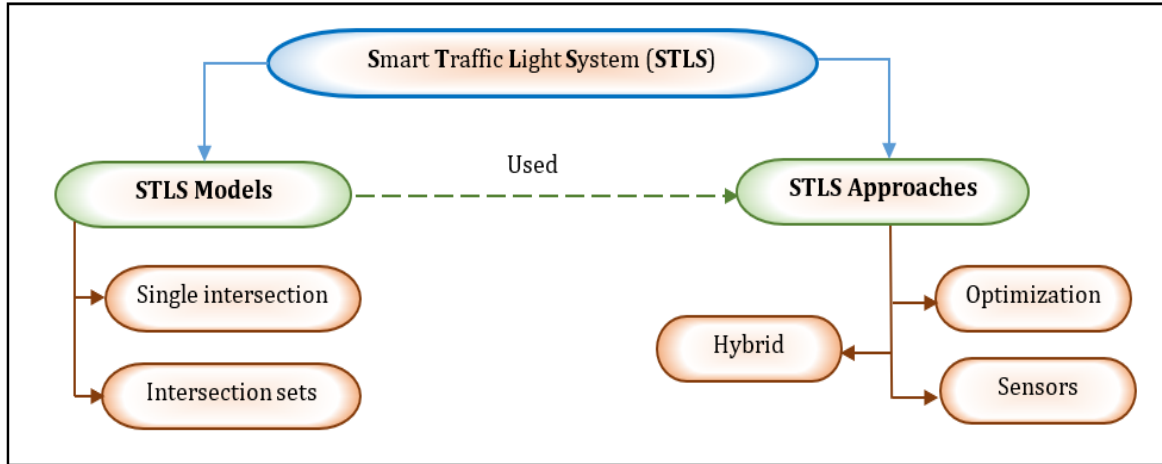 Smart Traffic Light System (STLS)
Used
STLS Models
STLS Approaches
Single intersection
Intersection sets
Optimization
Hybrid
Sensors